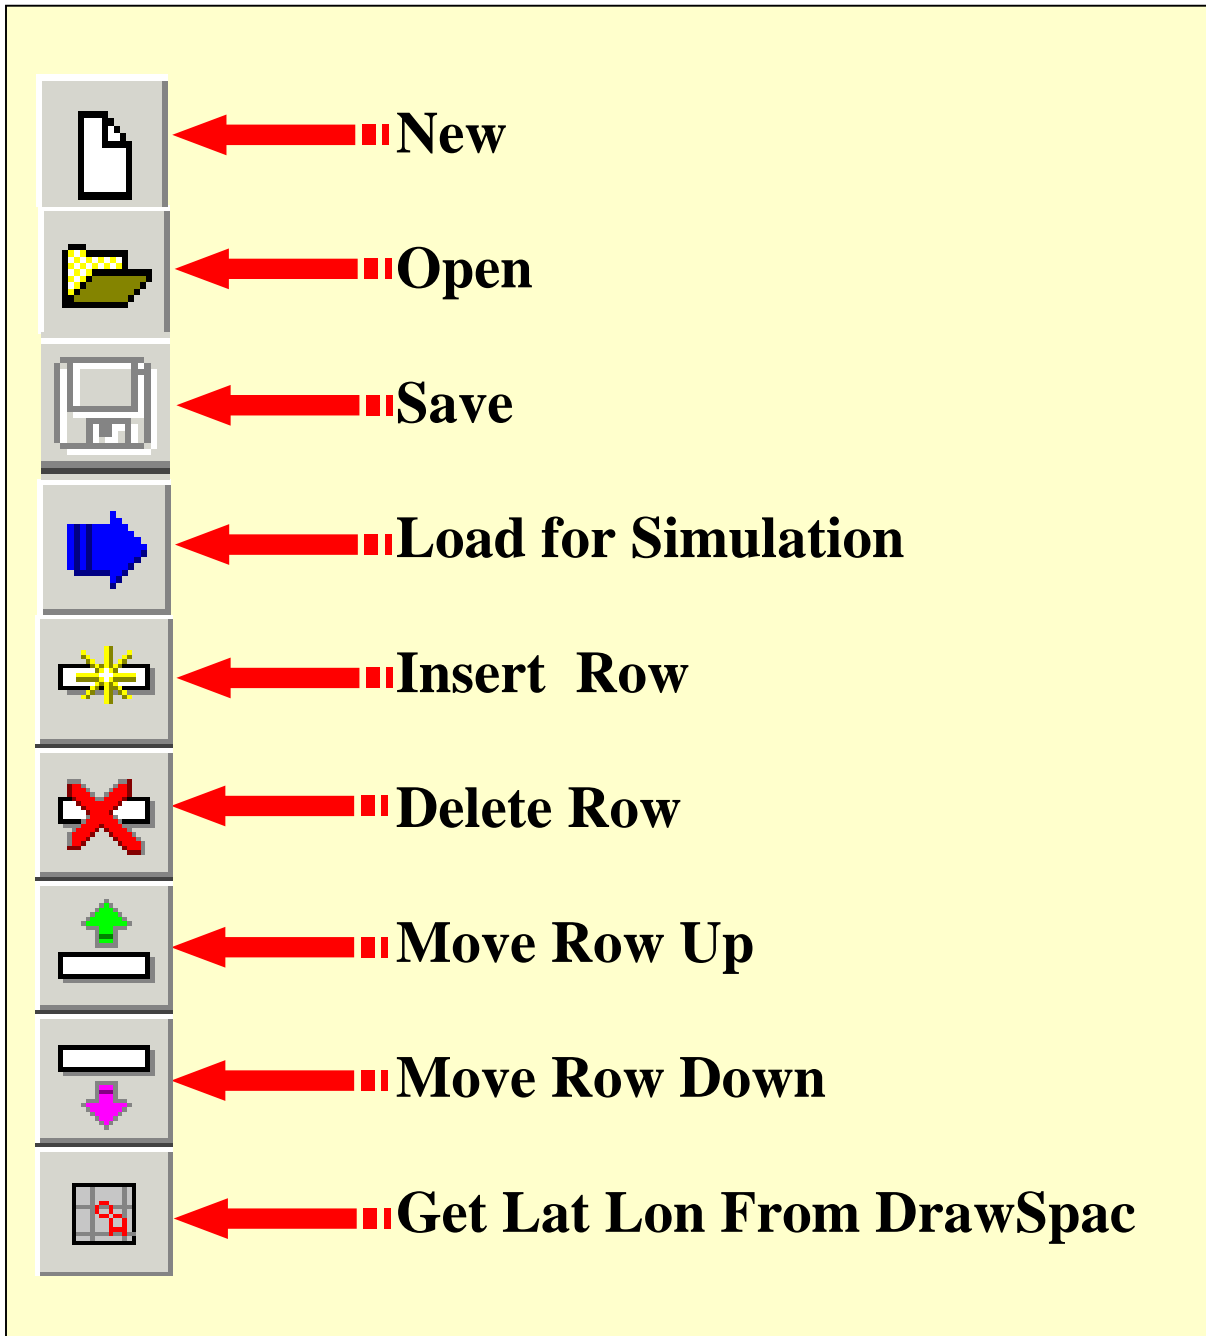 New
Open
Save
Load for Simulation
Insert  Row
Delete Row
Move Row Up
Move Row Down
Get Lat Lon From DrawSpac